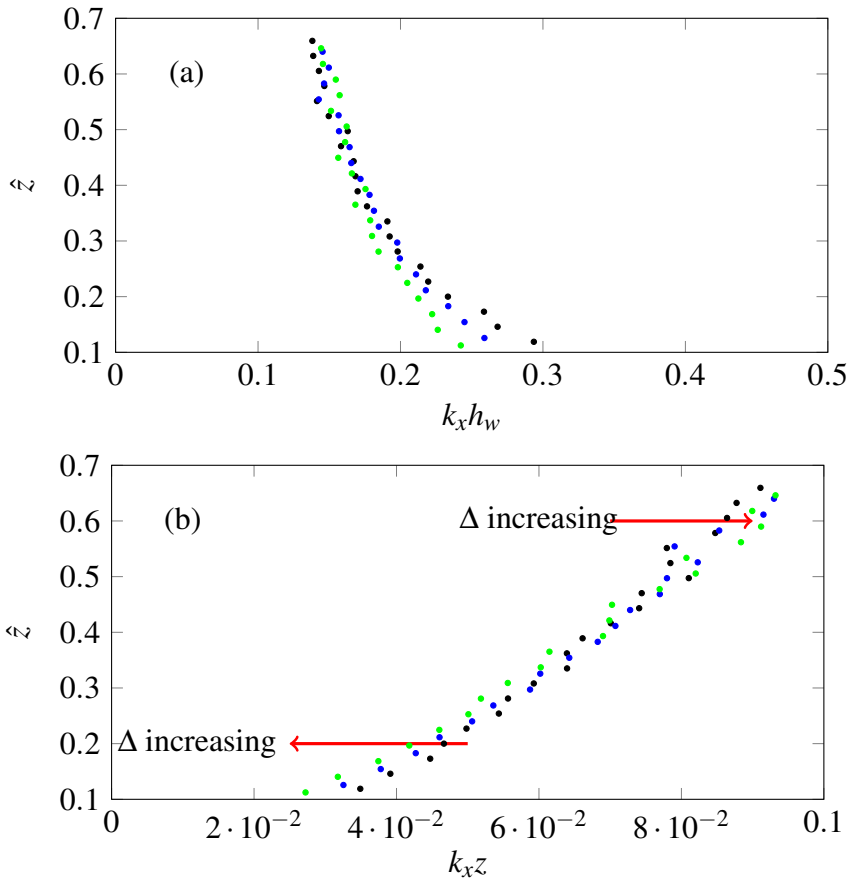 0.7
0.6
(a)
0.5
0.4
ẑ
0.3
0.2
0.1
0 0.1 0.2 0.3 0.4 0.5
k_x h_w
0.7
0.6
(b) Δ increasing
0.5
0.4
ẑ
0.3
0.2
Δ increasing
0.1
0 2·10⁻² 4·10⁻² 6·10⁻² 8·10⁻² 0.1
k_x z